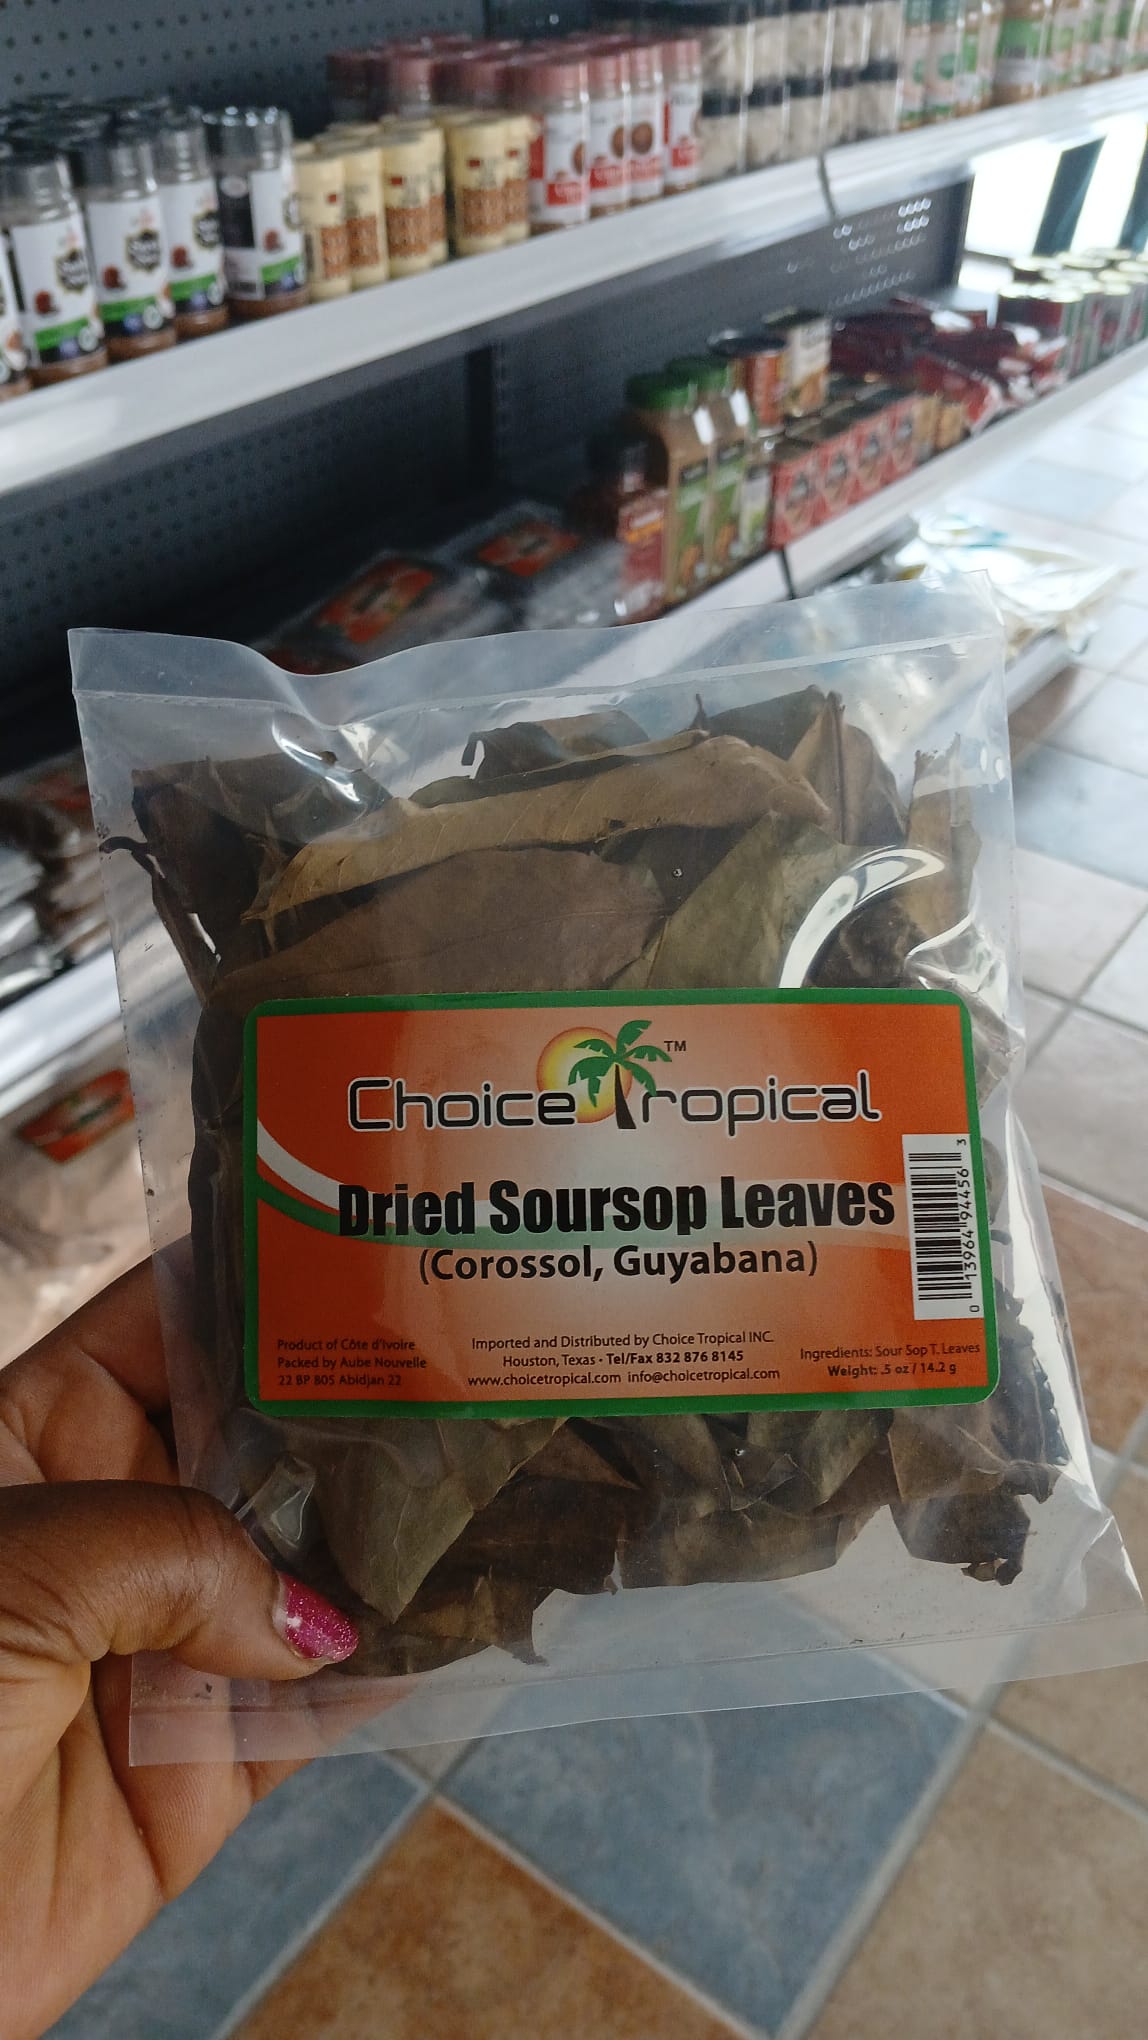 Choice Tropical TM
Dried Soursop Leaves
(Corossol, Guyabana)
Product of Côte d'Ivoire
Packed by Aube Nouvelle
22 BP 805 Abidjan 22
Imported and Distributed by Choice Tropical INC.
Houston, Texas • Tel/Fax 832 876 8145
www.choicetropical.com info@choicetropical.com
Ingredients: Sour Sop T. Leaves
Weight: .5 oz / 14.2 g
0 13964 94456 3